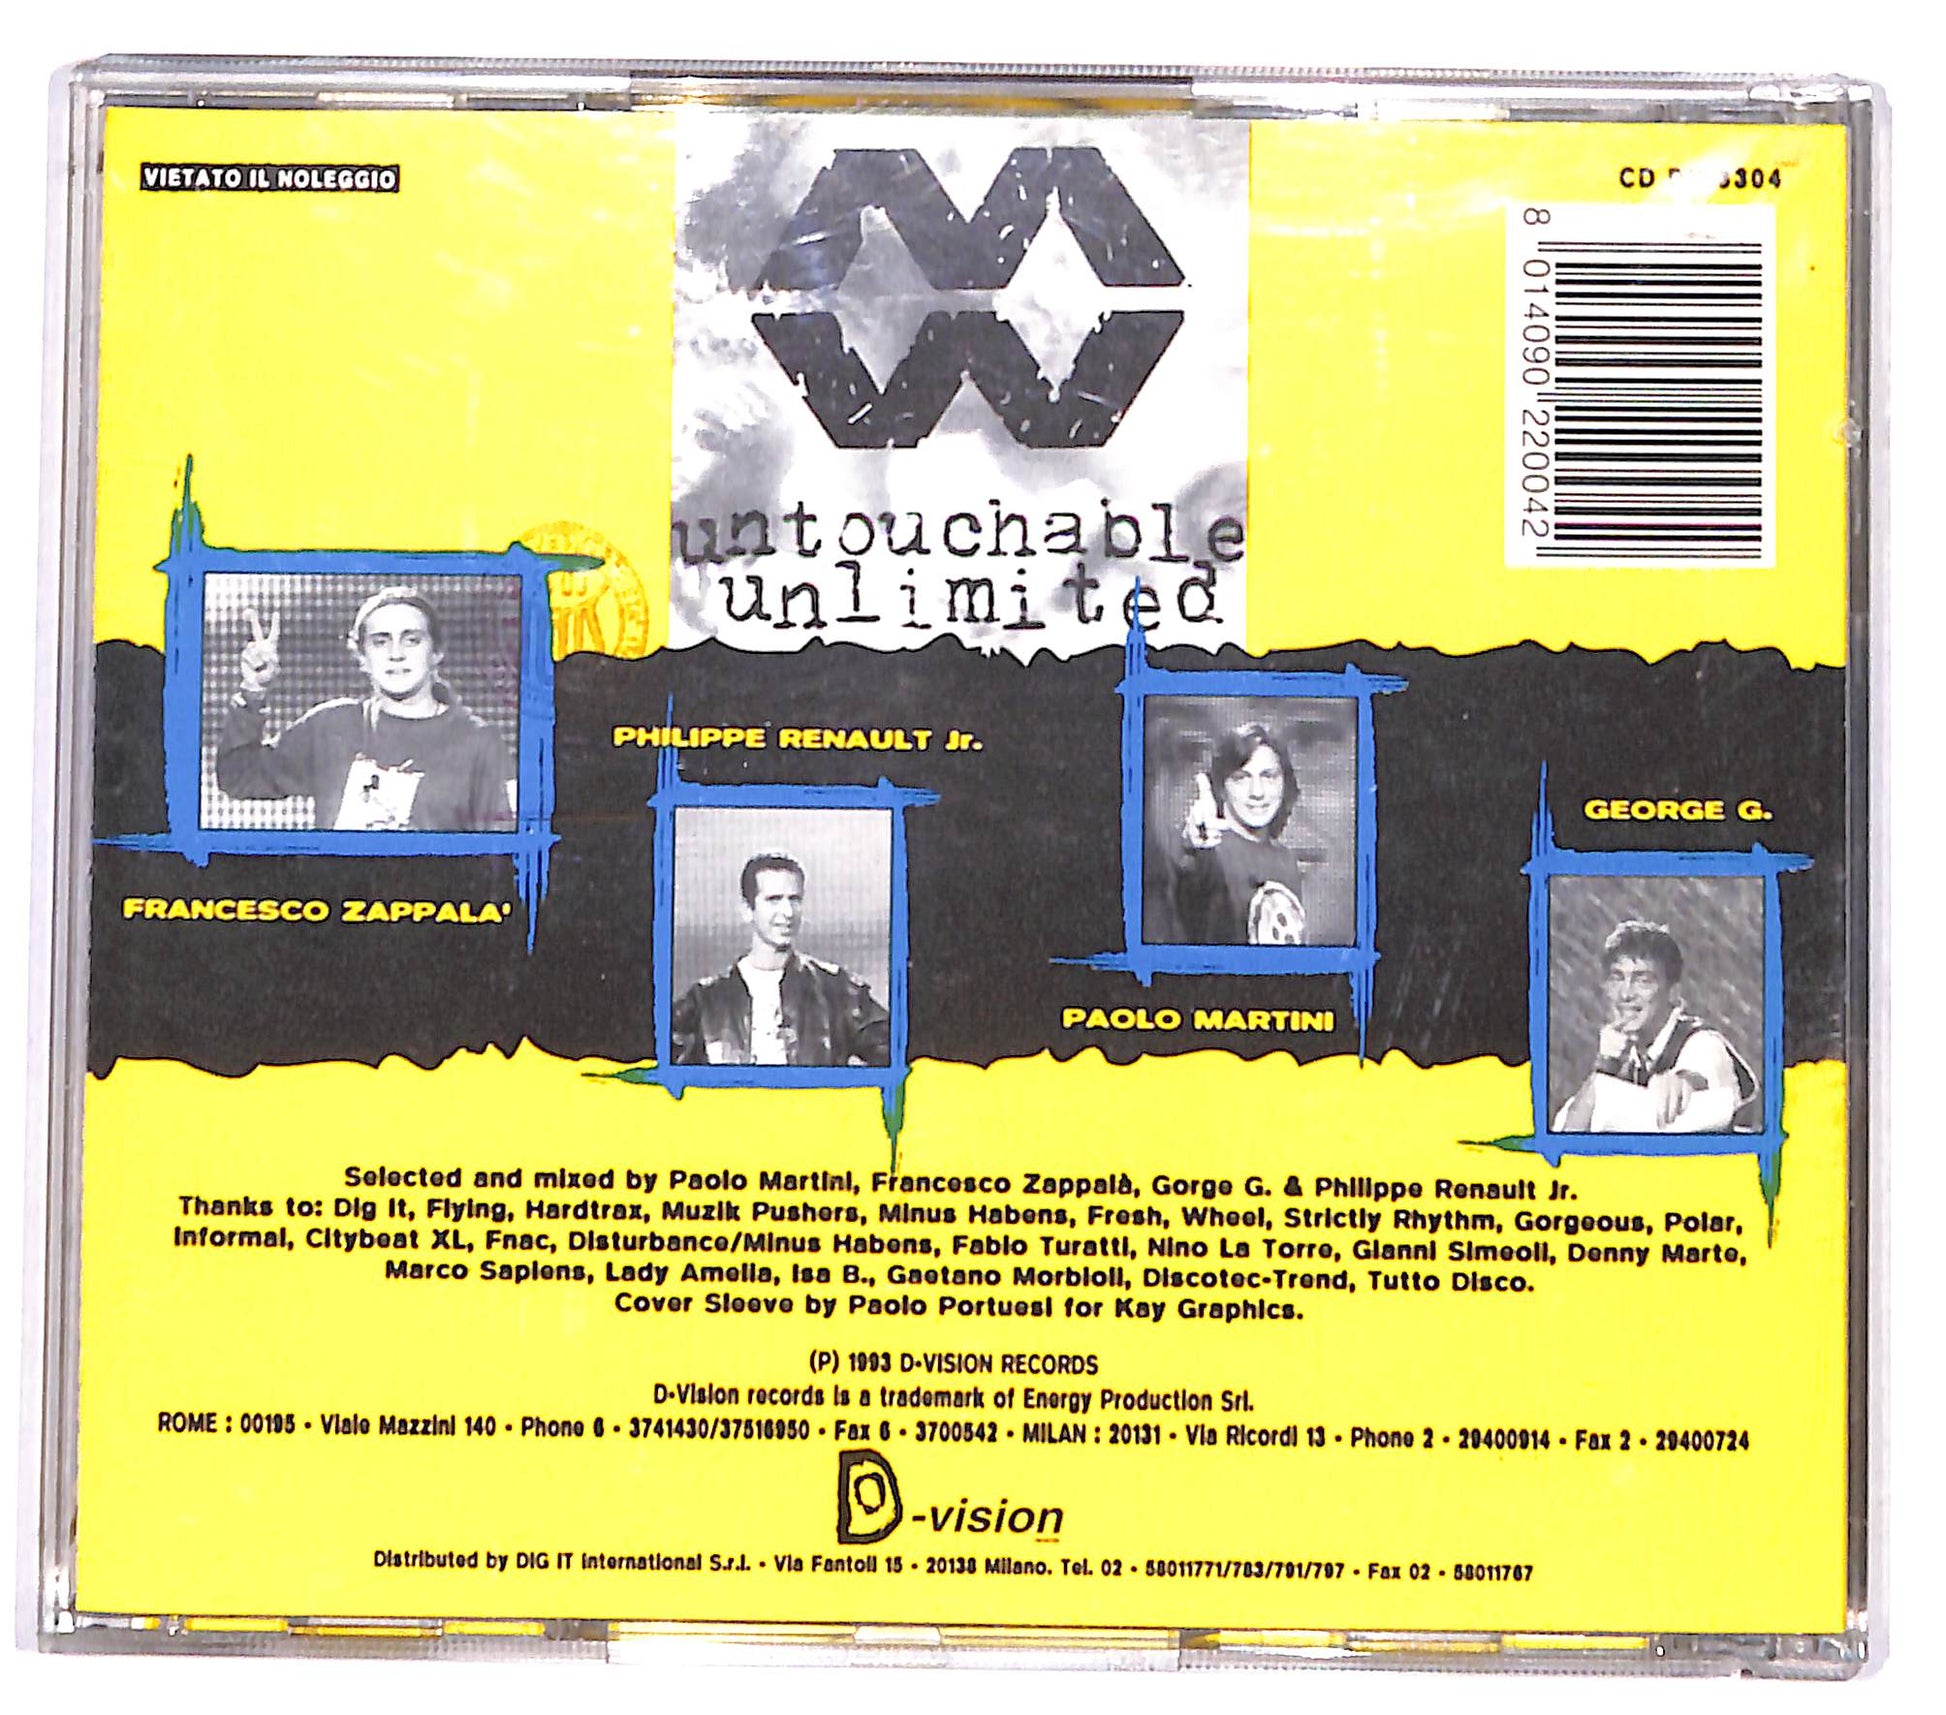 VIETATO IL NOLEGGIO
CD 304
8 014090 220042
untouchable
unlimited
PHILIPPE RENAULT Jr.
GEORGE G.
FRANCESCO ZAPPALA'
PAOLO MARTINI
Selected and mixed by Paolo Martini, Francesco Zappalà, Gorge G. & Philippe Renault Jr.
Thanks to: Dig It, Flying, Hardtrax, Muzik Pushers, Minus Habens, Fresh, Wheel, Strictly Rhythm, Gorgeous, Polar,
Informal, Citybeat XL, Fnac, Disturbance/Minus Habens, Fabio Turatti, Nino La Torre, Gianni Simeoli, Denny Marte,
Marco Sapiens, Lady Amelia, Isa B., Gaetano Morbioli, Discotec-Trend, Tutto Disco.
Cover Sleeve by Paolo Portuesi for Kay Graphics.
(P) 1993 D-VISION RECORDS
D-Vision records is a trademark of Energy Production Srl.
ROME : 00195 • Viale Mazzini 140 • Phone 6 • 3741430/37516950 • Fax 6 • 3700542 • MILAN : 20131 • Via Ricordi 13 • Phone 2 • 29400914 • Fax 2 • 29400724
D-vision
Distributed by DIG IT International S.r.l. • Via Fantoli 15 • 20138 Milano. Tel. 02 • 58011771/783/791/797 • Fax 02 • 58011767